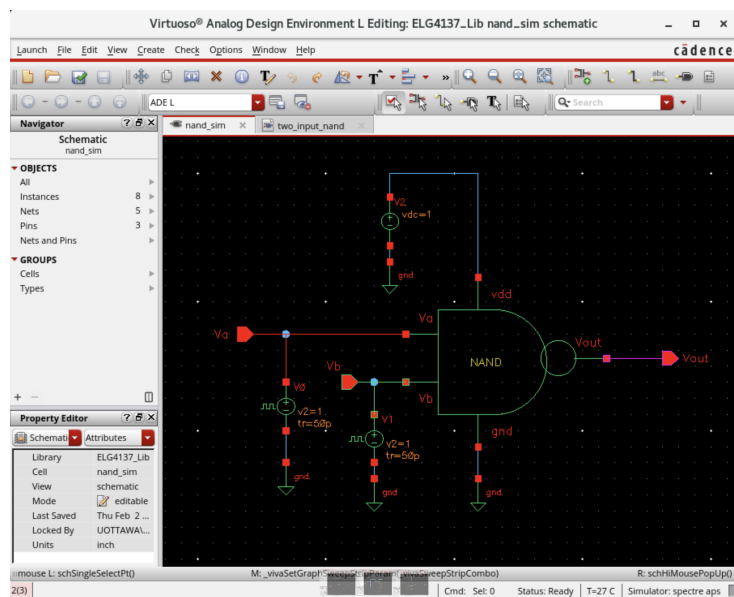 Virtuoso® Analog Design Environment L Editing: ELG4137_Lib nand_sim schematic
Launch File Edit View Create Check Options Window Help
cādence
ADE L
Search
Navigator
nand_sim
two_input_nand
Schematic
nand_sim
OBJECTS
All
Instances 8
Nets 5
Pins 3
Nets and Pins
GROUPS
Cells
Types
Property Editor
Schemati
Attributes
Library ELG4137_Lib
Cell nand_sim
View schematic
Mode editable
Last Saved Thu Feb 2 ...
Locked By UOTTAWA\...
Units inch
V2
vdc=1
gnd
vdd
Va
Va
NAND
Vout
Vout
Vb
Vb
V0
v2=1
tr=50p
gnd
V1
v2=1
tr=50p
gnd
gnd
gnd
mouse L: schSingleSelectPt()
M: _vivaSetGraphSweepStripParam(_vivaSweepStripCombo)
R: schHiMousePopUp()
2(3)
Cmd: Sel: 0
Status: Ready
T=27 C
Simulator: spectre aps